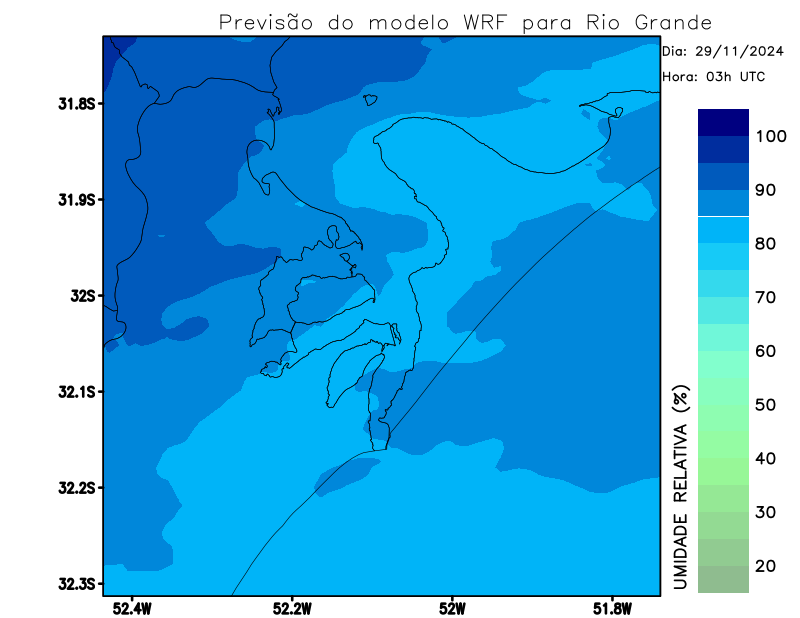 Previsão do modelo WRF para Rio Grande
Dia: 29/11/2024
Hora: 03h UTC
31.8S
31.9S
32S
32.1S
32.2S
32.3S
52.4W
52.2W
52W
51.8W
100
90
80
70
60
50
40
30
20
UMIDADE RELATIVA (%)